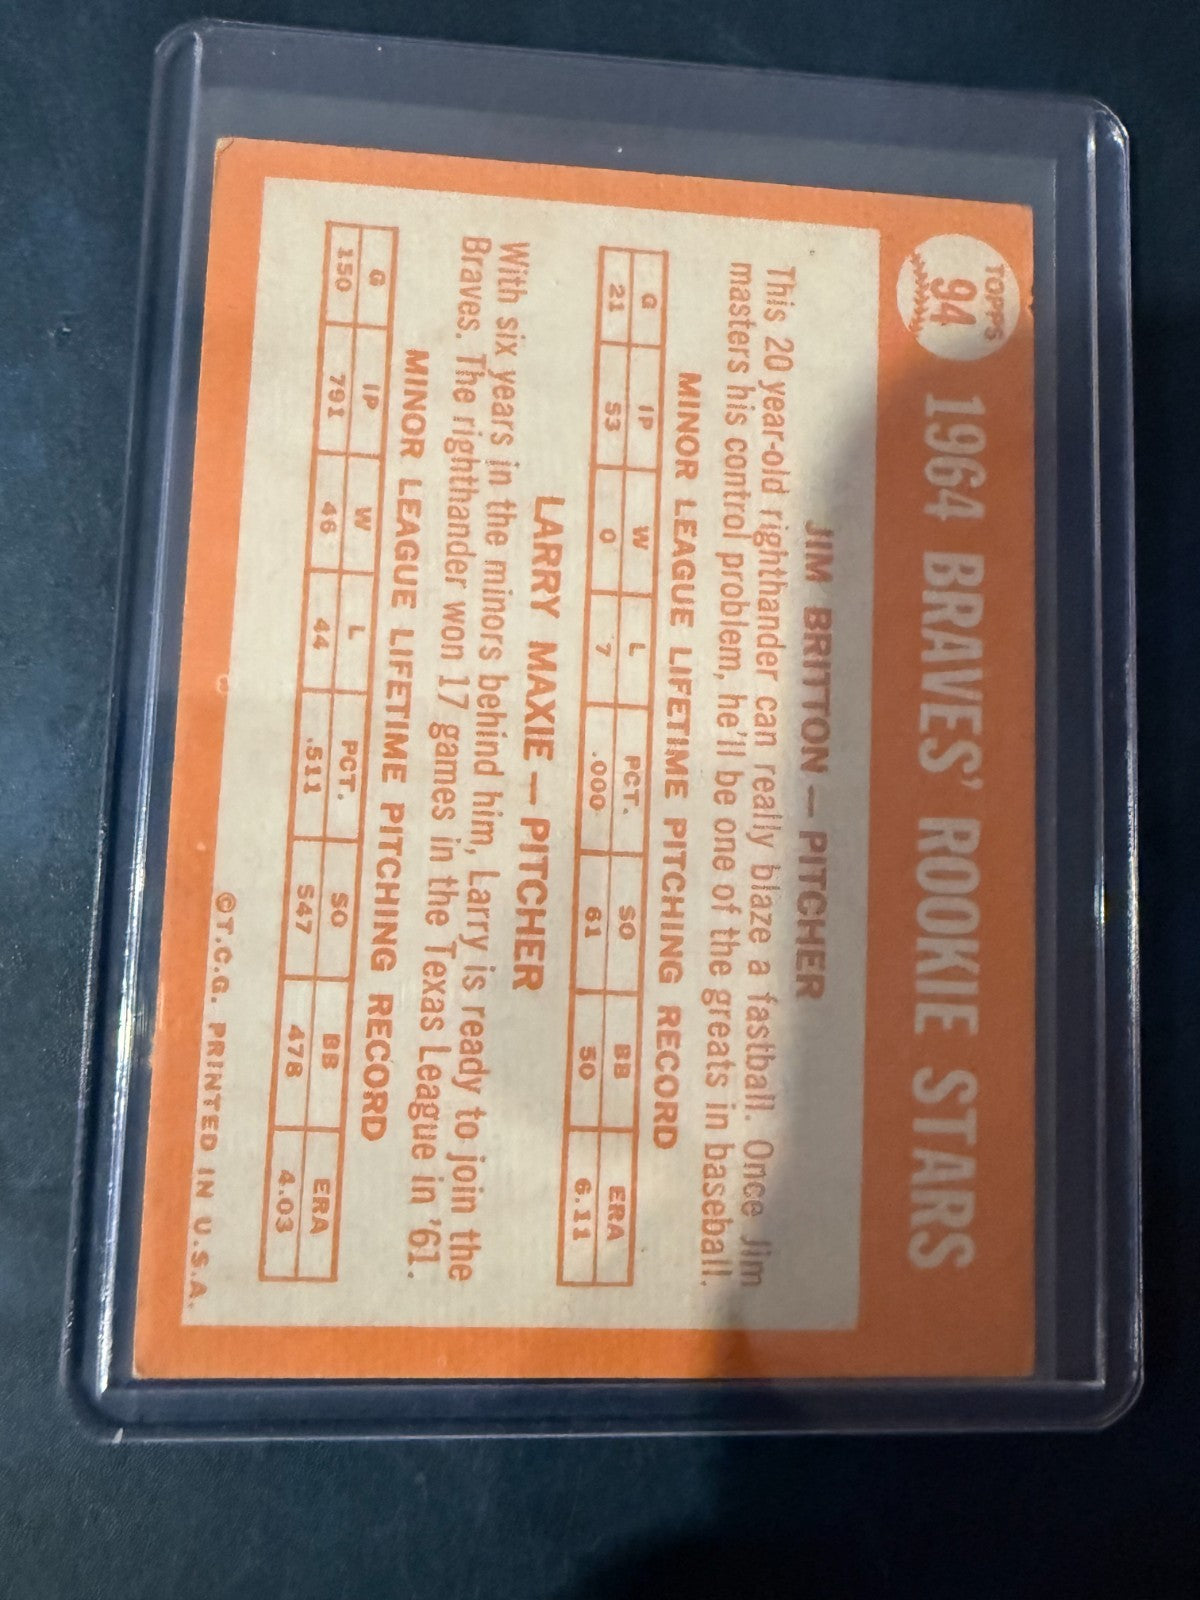 TOPPS
94
1964 BRAVES' ROOKIE STARS
JIM BRITTON — PITCHER
This 20 year-old righthander can really blaze a fastball. Once Jim
masters his control problem, he'll be one of the greats in baseball.
MINOR LEAGUE LIFETIME PITCHING RECORD
G IP W L PCT. SO BB ERA
21 53 0 7 .000 61 50 6.11
LARRY MAXIE — PITCHER
With six years in the minors behind him, Larry is ready to join the
Braves. The righthander won 17 games in the Texas League in '61.
MINOR LEAGUE LIFETIME PITCHING RECORD
G IP W L PCT. SO BB ERA
150 791 46 44 .511 547 478 4.03
©T.C.G. PRINTED IN U.S.A.